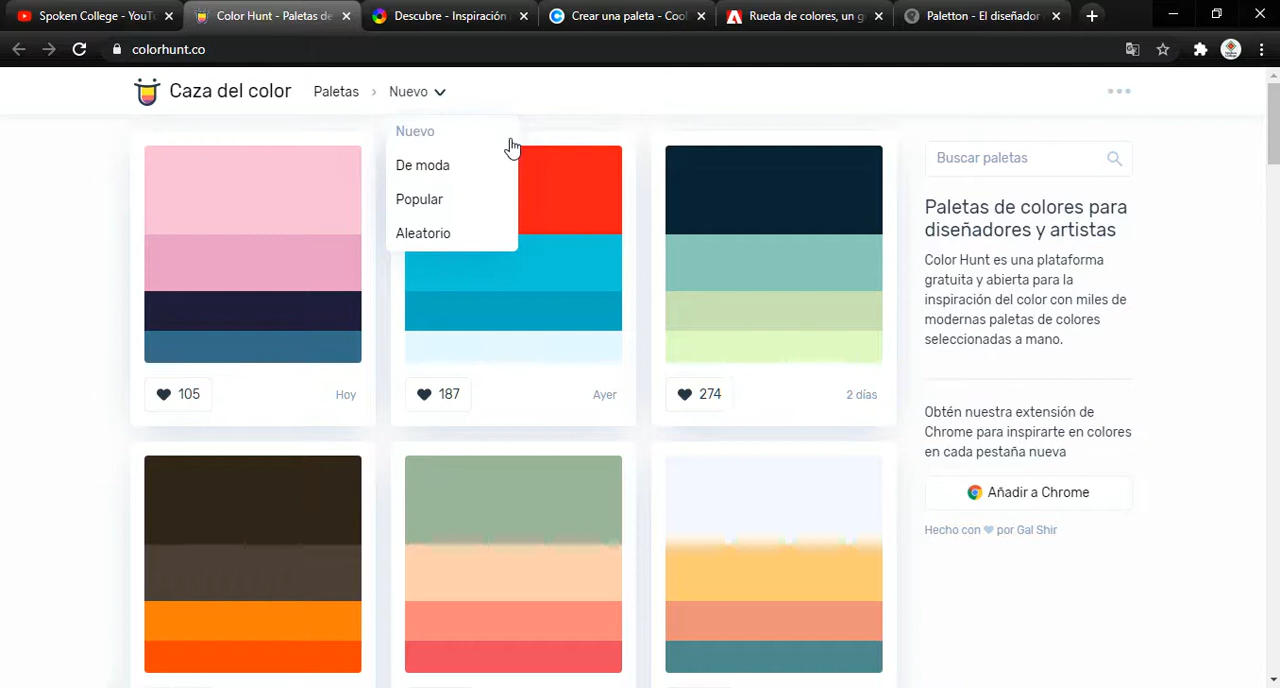 Spoken College - YouT
Color Hunt - Paletas de
Descubre - Inspiración
Crear una paleta - Cool
Rueda de colores, un g
Paletton - El diseñador
colorhunt.co
Caza del color
Paletas
Nuevo
Nuevo
De moda
Popular
Aleatorio
Buscar paletas
Paletas de colores para
diseñadores y artistas
Color Hunt es una plataforma
gratuita y abierta para la
inspiración del color con miles de
modernas paletas de colores
seleccionadas a mano.
105
Hoy
187
Ayer
274
2 días
Obtén nuestra extensión de
Chrome para inspirarte en colores
en cada pestaña nueva
Añadir a Chrome
Hecho con ♥ por Gal Shir